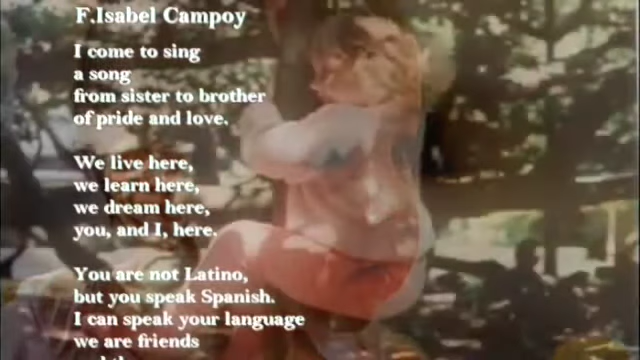 F.Isabel Campoy
I come to sing
a song
from sister to brother
of pride and love.
We live here,
we learn here,
we dream here,
you, and I, here.
You are not Latino,
but you speak Spanish.
I can speak your language
we are friends